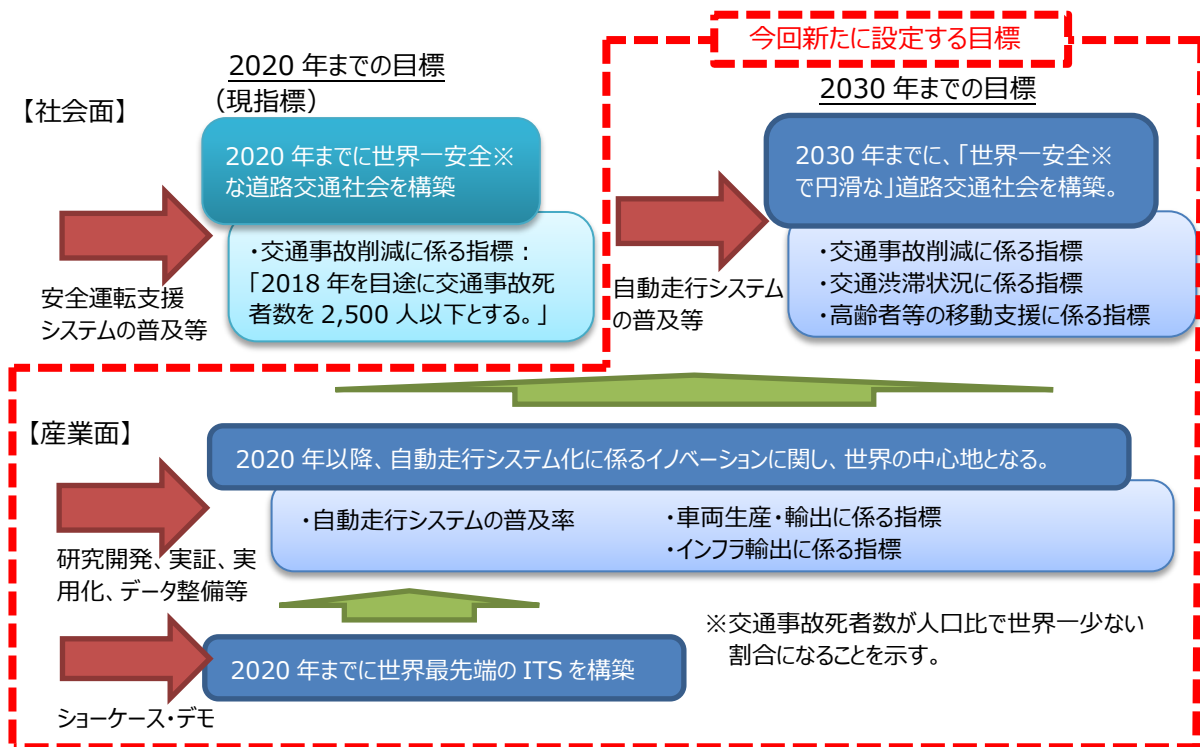 今回新たに設定する目標
2020 年までの目標
（現指標）
2030 年までの目標
【社会面】
2020 年までに世界一安全※
な道路交通社会を構築
・交通事故削減に係る指標：
「2018 年を目途に交通事故死
者数を 2,500 人以下とする。」
安全運転支援
システムの普及等
2030 年までに、「世界一安全※
で円滑な」道路交通社会を構築。
・交通事故削減に係る指標
・交通渋滞状況に係る指標
・高齢者等の移動支援に係る指標
自動走行システム
の普及等
【産業面】
2020 年以降、自動走行システム化に係るイノベーションに関し、世界の中心地となる。
・自動走行システムの普及率
・車両生産・輸出に係る指標
・インフラ輸出に係る指標
研究開発、実証、実
用化、データ整備等
2020 年までに世界最先端の ITS を構築
ショーケース・デモ
※交通事故死者数が人口比で世界一少ない
割合になることを示す。